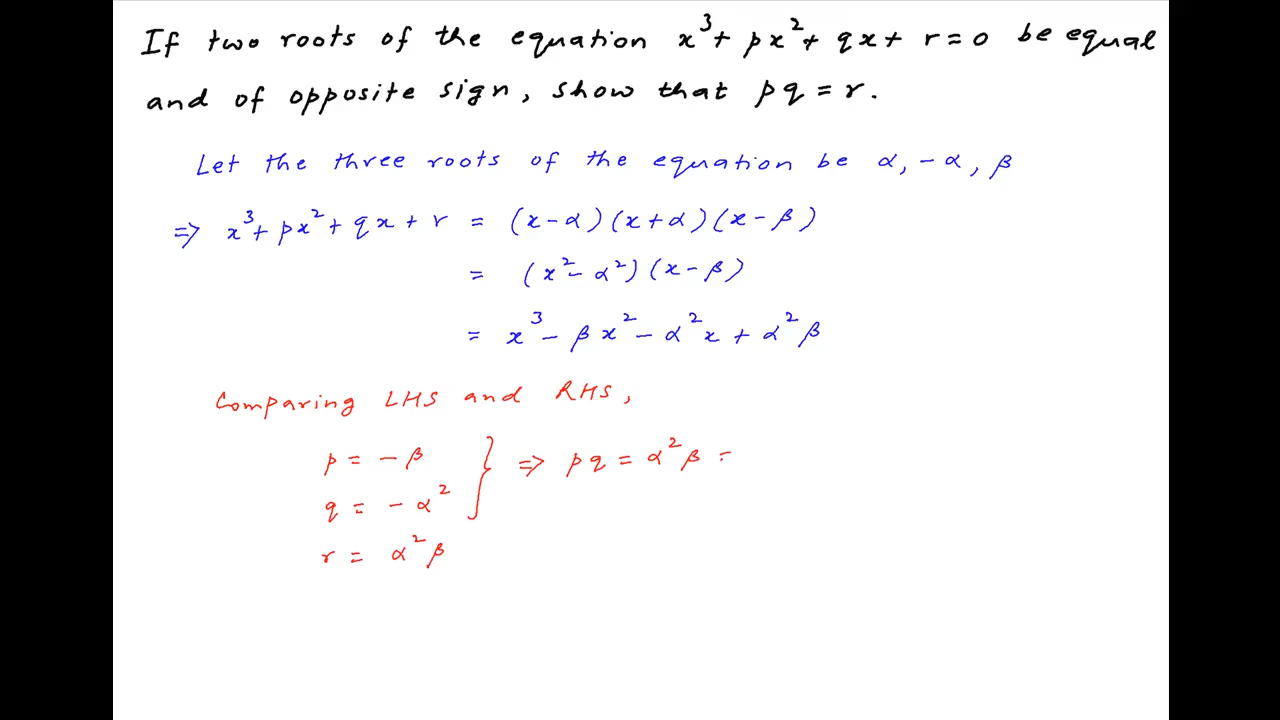 If two roots of the equation x³ + px² + qx + r = 0 be equal
and of opposite sign, show that pq = r.
Let the three roots of the equation be α, -α, β
⇒ x³ + px² + qx + r = (x-α)(x+α)(x-β)
= (x² - α²)(x-β)
= x³ - βx² - α²x + α²β
Comparing LHS and RHS,
p = -β
q = -α² } ⇒ pq = α²β =
r = α²β